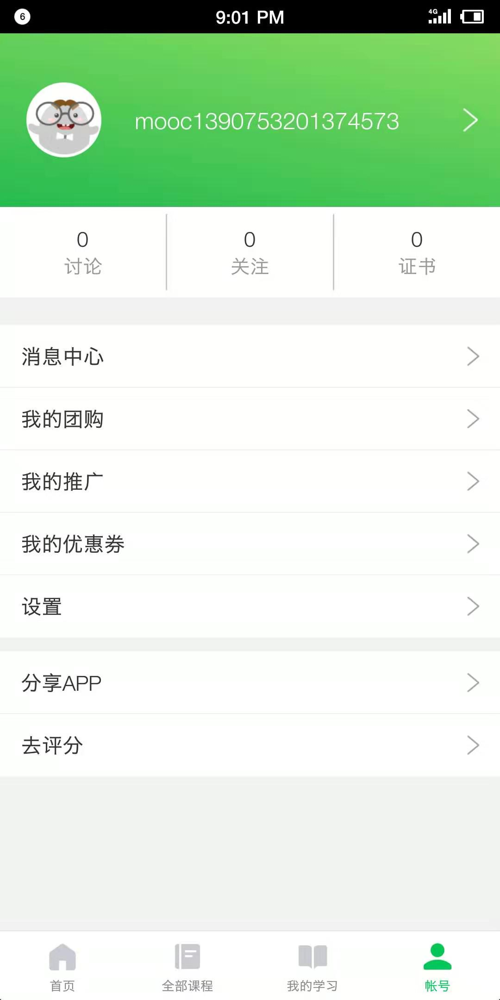 6
9:01 PM
4G
mooc1390753201374573
0
讨论
0
关注
0
证书
消息中心
我的团购
我的推广
我的优惠券
设置
分享APP
去评分
首页
全部课程
我的学习
帐号